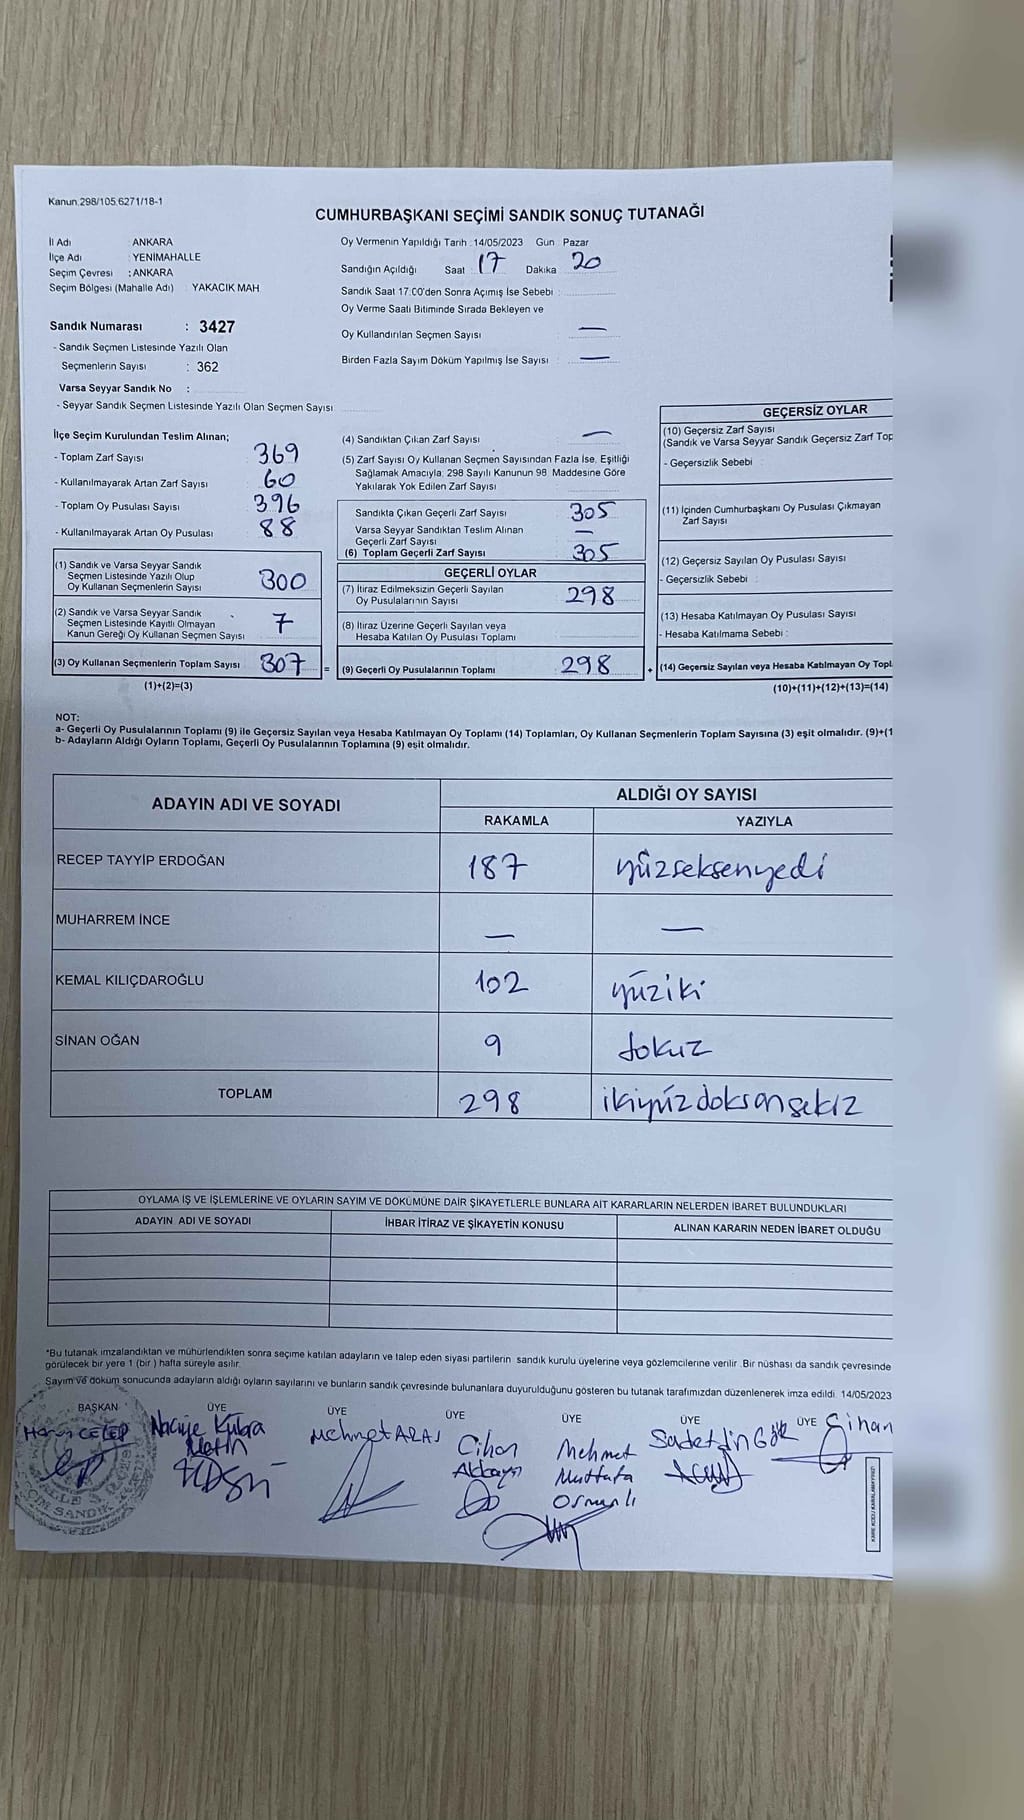 Kanun.298/105.6271/18-1
CUMHURBAŞKANI SEÇİMİ SANDIK SONUÇ TUTANAĞI
İl Adı : ANKARA
İlçe Adı : YENİMAHALLE
Seçim Çevresi : ANKARA
Seçim Bölgesi (Mahalle Adı) : YAKACIK MAH.
Sandık Numarası : 3427
- Sandık Seçmen Listesinde Yazılı Olan
Seçmenlerin Sayısı : 362
Varsa Seyyar Sandık No :
- Seyyar Sandık Seçmen Listesinde Yazılı Olan Seçmen Sayısı
Oy Vermenin Yapıldığı Tarih : 14/05/2023 Gün : Pazar
Sandığın Açıldığı Saat 17 Dakika 20
Sandık Saat 17:00'den Sonra Açımış İse Sebebi :
Oy Verme Saati Bitiminde Sırada Bekleyen ve
Oy Kullandırılan Seçmen Sayısı —
Birden Fazla Sayım Döküm Yapılmış İse Sayısı : —
İlçe Seçim Kurulundan Teslim Alınan;
- Toplam Zarf Sayısı 369
- Kullanılmayarak Artan Zarf Sayısı 60
- Toplam Oy Pusulası Sayısı 396
- Kullanılmayarak Artan Oy Pusulası 88
(1) Sandık ve Varsa Seyyar Sandık
Seçmen Listesinde Yazılı Olup
Oy Kullanan Seçmenlerin Sayısı 300
(2) Sandık ve Varsa Seyyar Sandık
Seçmen Listesinde Kayıtlı Olmayan
Kanun Gereği Oy Kullanan Seçmen Sayısı 7
(3) Oy Kullanan Seçmenlerin Toplam Sayısı 307 =
(1)+(2)=(3)
(4) Sandıktan Çıkan Zarf Sayısı —
(5) Zarf Sayısı Oy Kullanan Seçmen Sayısından Fazla İse, Eşitliği
Sağlamak Amacıyla; 298 Sayılı Kanunun 98. Maddesine Göre
Yakılarak Yok Edilen Zarf Sayısı
Sandıkta Çıkan Geçerli Zarf Sayısı 305
Varsa Seyyar Sandıktan Teslim Alınan
Geçerli Zarf Sayısı —
(6) Toplam Geçerli Zarf Sayısı 305
GEÇERLİ OYLAR
(7) İtiraz Edilmeksizin Geçerli Sayılan
Oy Pusulalarının Sayısı 298
(8) İtiraz Üzerine Geçerli Sayılan veya
Hesaba Katılan Oy Pusulası Toplamı
(9) Geçerli Oy Pusulalarının Toplamı 298 +
GEÇERSİZ OYLAR
(10) Geçersiz Zarf Sayısı
(Sandık ve Varsa Seyyar Sandık Geçersiz Zarf Top
- Geçersizlik Sebebi
(11) İçinden Cumhurbaşkanı Oy Pusulası Çıkmayan
Zarf Sayısı
(12) Geçersiz Sayılan Oy Pusulası Sayısı
- Geçersizlik Sebebi :
(13) Hesaba Katılmayan Oy Pusulası Sayısı
- Hesaba Katılmama Sebebi :
(14) Geçersiz Sayılan veya Hesaba Katılmayan Oy Topl
(10)+(11)+(12)+(13)=(14)
NOT:
a- Geçerli Oy Pusulalarının Toplamı (9) ile Geçersiz Sayılan veya Hesaba Katılmayan Oy Toplamı (14) Toplamları, Oy Kullanan Seçmenlerin Toplam Sayısına (3) eşit olmalıdır. (9)+(1
b- Adayların Aldığı Oyların Toplamı, Geçerli Oy Pusulalarının Toplamına (9) eşit olmalıdır.
ADAYIN ADI VE SOYADI ALDIĞI OY SAYISI
RAKAMLA YAZIYLA
RECEP TAYYİP ERDOĞAN 187 yüzseksenyedi
MUHARREM İNCE — —
KEMAL KILIÇDAROĞLU 102 yüziki
SİNAN OĞAN 9 dokuz
TOPLAM 298 ikiyüzdoksansekiz
OYLAMA İŞ VE İŞLEMLERİNE VE OYLARIN SAYIM VE DÖKÜMÜNE DAİR ŞİKAYETLERLE BUNLARA AİT KARARLARIN NELERDEN İBARET BULUNDUKLARI
ADAYIN ADI VE SOYADI İHBAR İTİRAZ VE ŞİKAYETİN KONUSU ALINAN KARARIN NEDEN İBARET OLDUĞU
*Bu tutanak imzalandıktan ve mühürlendikten sonra seçime katılan adayların ve talep eden siyasi partilerin sandık kurulu üyelerine veya gözlemcilerine verilir. Bir nüshası da sandık çevresinde
görülecek bir yere 1 (bir) hafta süreyle asılır.
Sayım ve döküm sonucunda adayların aldığı oyların sayılarını ve bunların sandık çevresinde bulunanlara duyurulduğunu gösteren bu tutanak tarafımızdan düzenlenerek imza edildi. 14/05/2023
BAŞKAN ÜYE ÜYE ÜYE ÜYE ÜYE ÜYE
Harun CELEP
Naciye Kübra
Metin
Mehmet ARAS
Cihan
Akbaş
Mehmet
Mustafa
Osmanlı
Sadettin Gök
Sinan